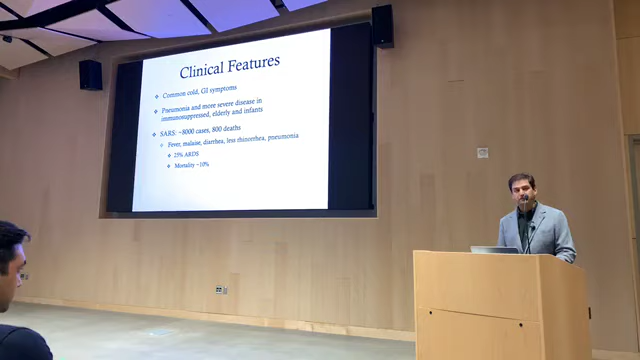 Clinical Features
Common cold, GI symptoms
Pneumonia and more severe disease in
immunosuppressed, elderly and infants
SARS: ~8000 cases, 800 deaths
Fever, malaise, diarrhea, less rhinorrhea, pneumonia
25% ARDS
Mortality ~10%